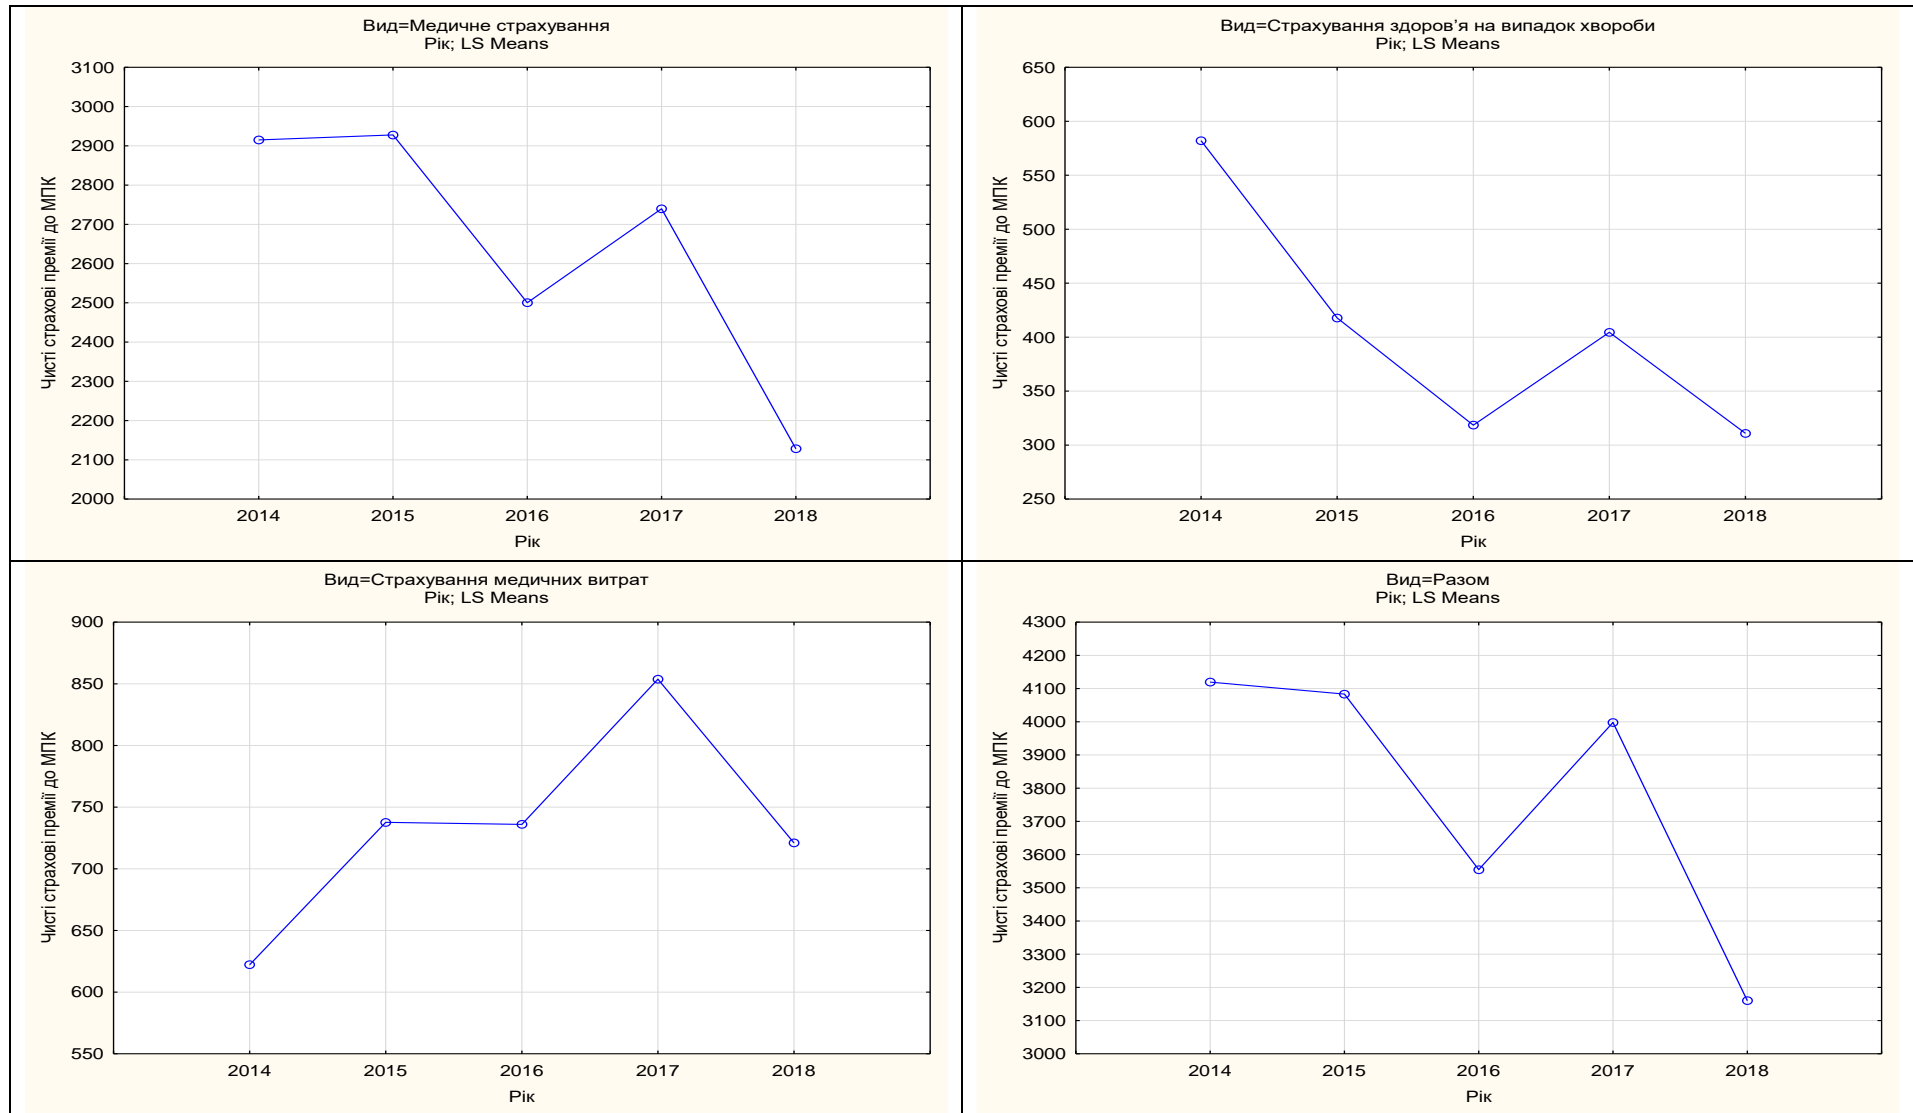 Вид=Медичне страхування
Рік; LS Means
3100
3000
2900
2800
2700
2600
2500
2400
2300
2200
2100
2000
Чисті страхові премії до МПК
2014 2015 2016 2017 2018
Рік
Вид=Страхування здоров’я на випадок хвороби
Рік; LS Means
650
600
550
500
450
400
350
300
250
Чисті страхові премії до МПК
2014 2015 2016 2017 2018
Рік
Вид=Страхування медичних витрат
Рік; LS Means
900
850
800
750
700
650
600
550
Чисті страхові премії до МПК
2014 2015 2016 2017 2018
Рік
Вид=Разом
Рік; LS Means
4300
4200
4100
4000
3900
3800
3700
3600
3500
3400
3300
3200
3100
3000
Чисті страхові премії до МПК
2014 2015 2016 2017 2018
Рік